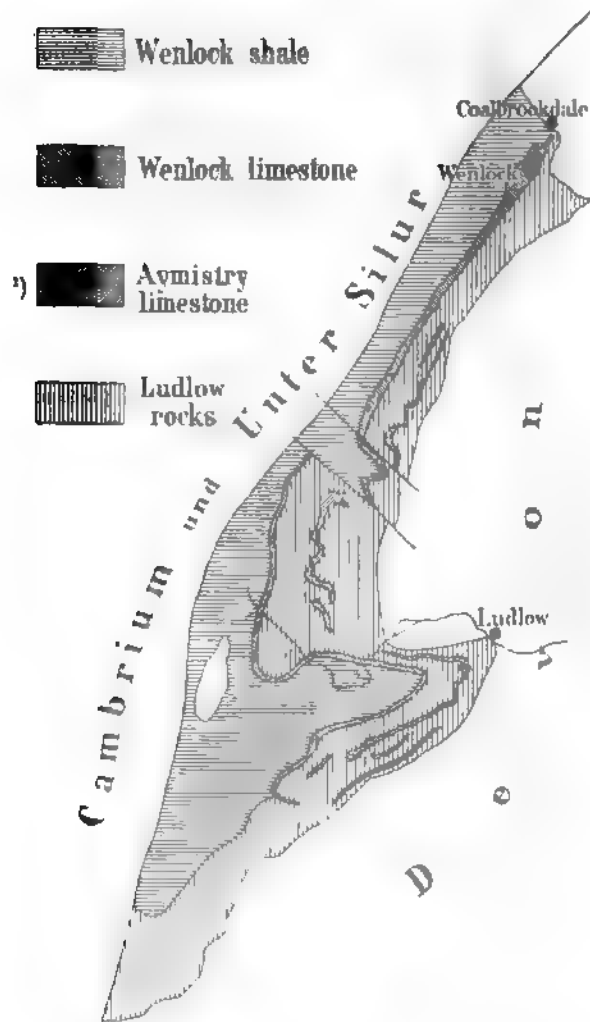 Wenlock shale
Wenlock limestone
Aymistry
limestone
Ludlow
rocks
Coalbrookdale
Wenlock
Cambrium und Unter Silur
Ludlow
Devon